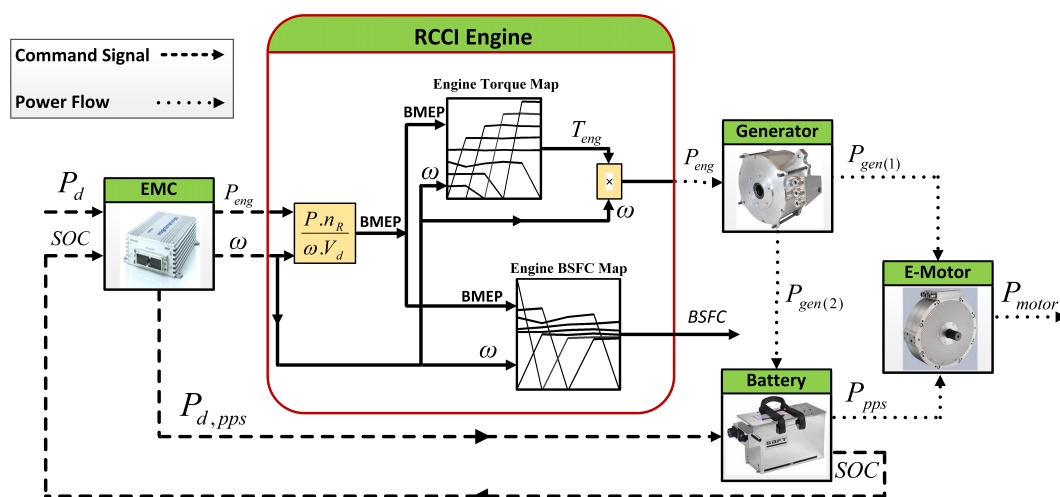 RCCI Engine
Command Signal
Power Flow
Engine Torque Map
BMEP
T_eng
ω
P_d
SOC
EMC
P_eng
ω
P.n_R
ω.V_d
BMEP
×
ω
P_eng
Generator
P_gen(1)
P_gen(2)
Engine BSFC Map
BMEP
ω
BSFC
E-Motor
P_motor
P_d,pps
Battery
SAFT
P_pps
SOC